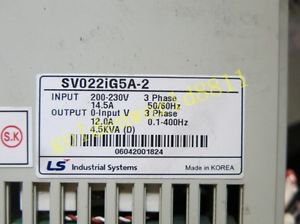 SV022iG5A-2
INPUT 200-230V 3 Phase
14.5A 50/60Hz
OUTPUT 0-Input V 3 Phase
12.0A 0.1-400Hz
4.5KVA (D)
06042001824
LS Industrial Systems Made in KOREA
S.K